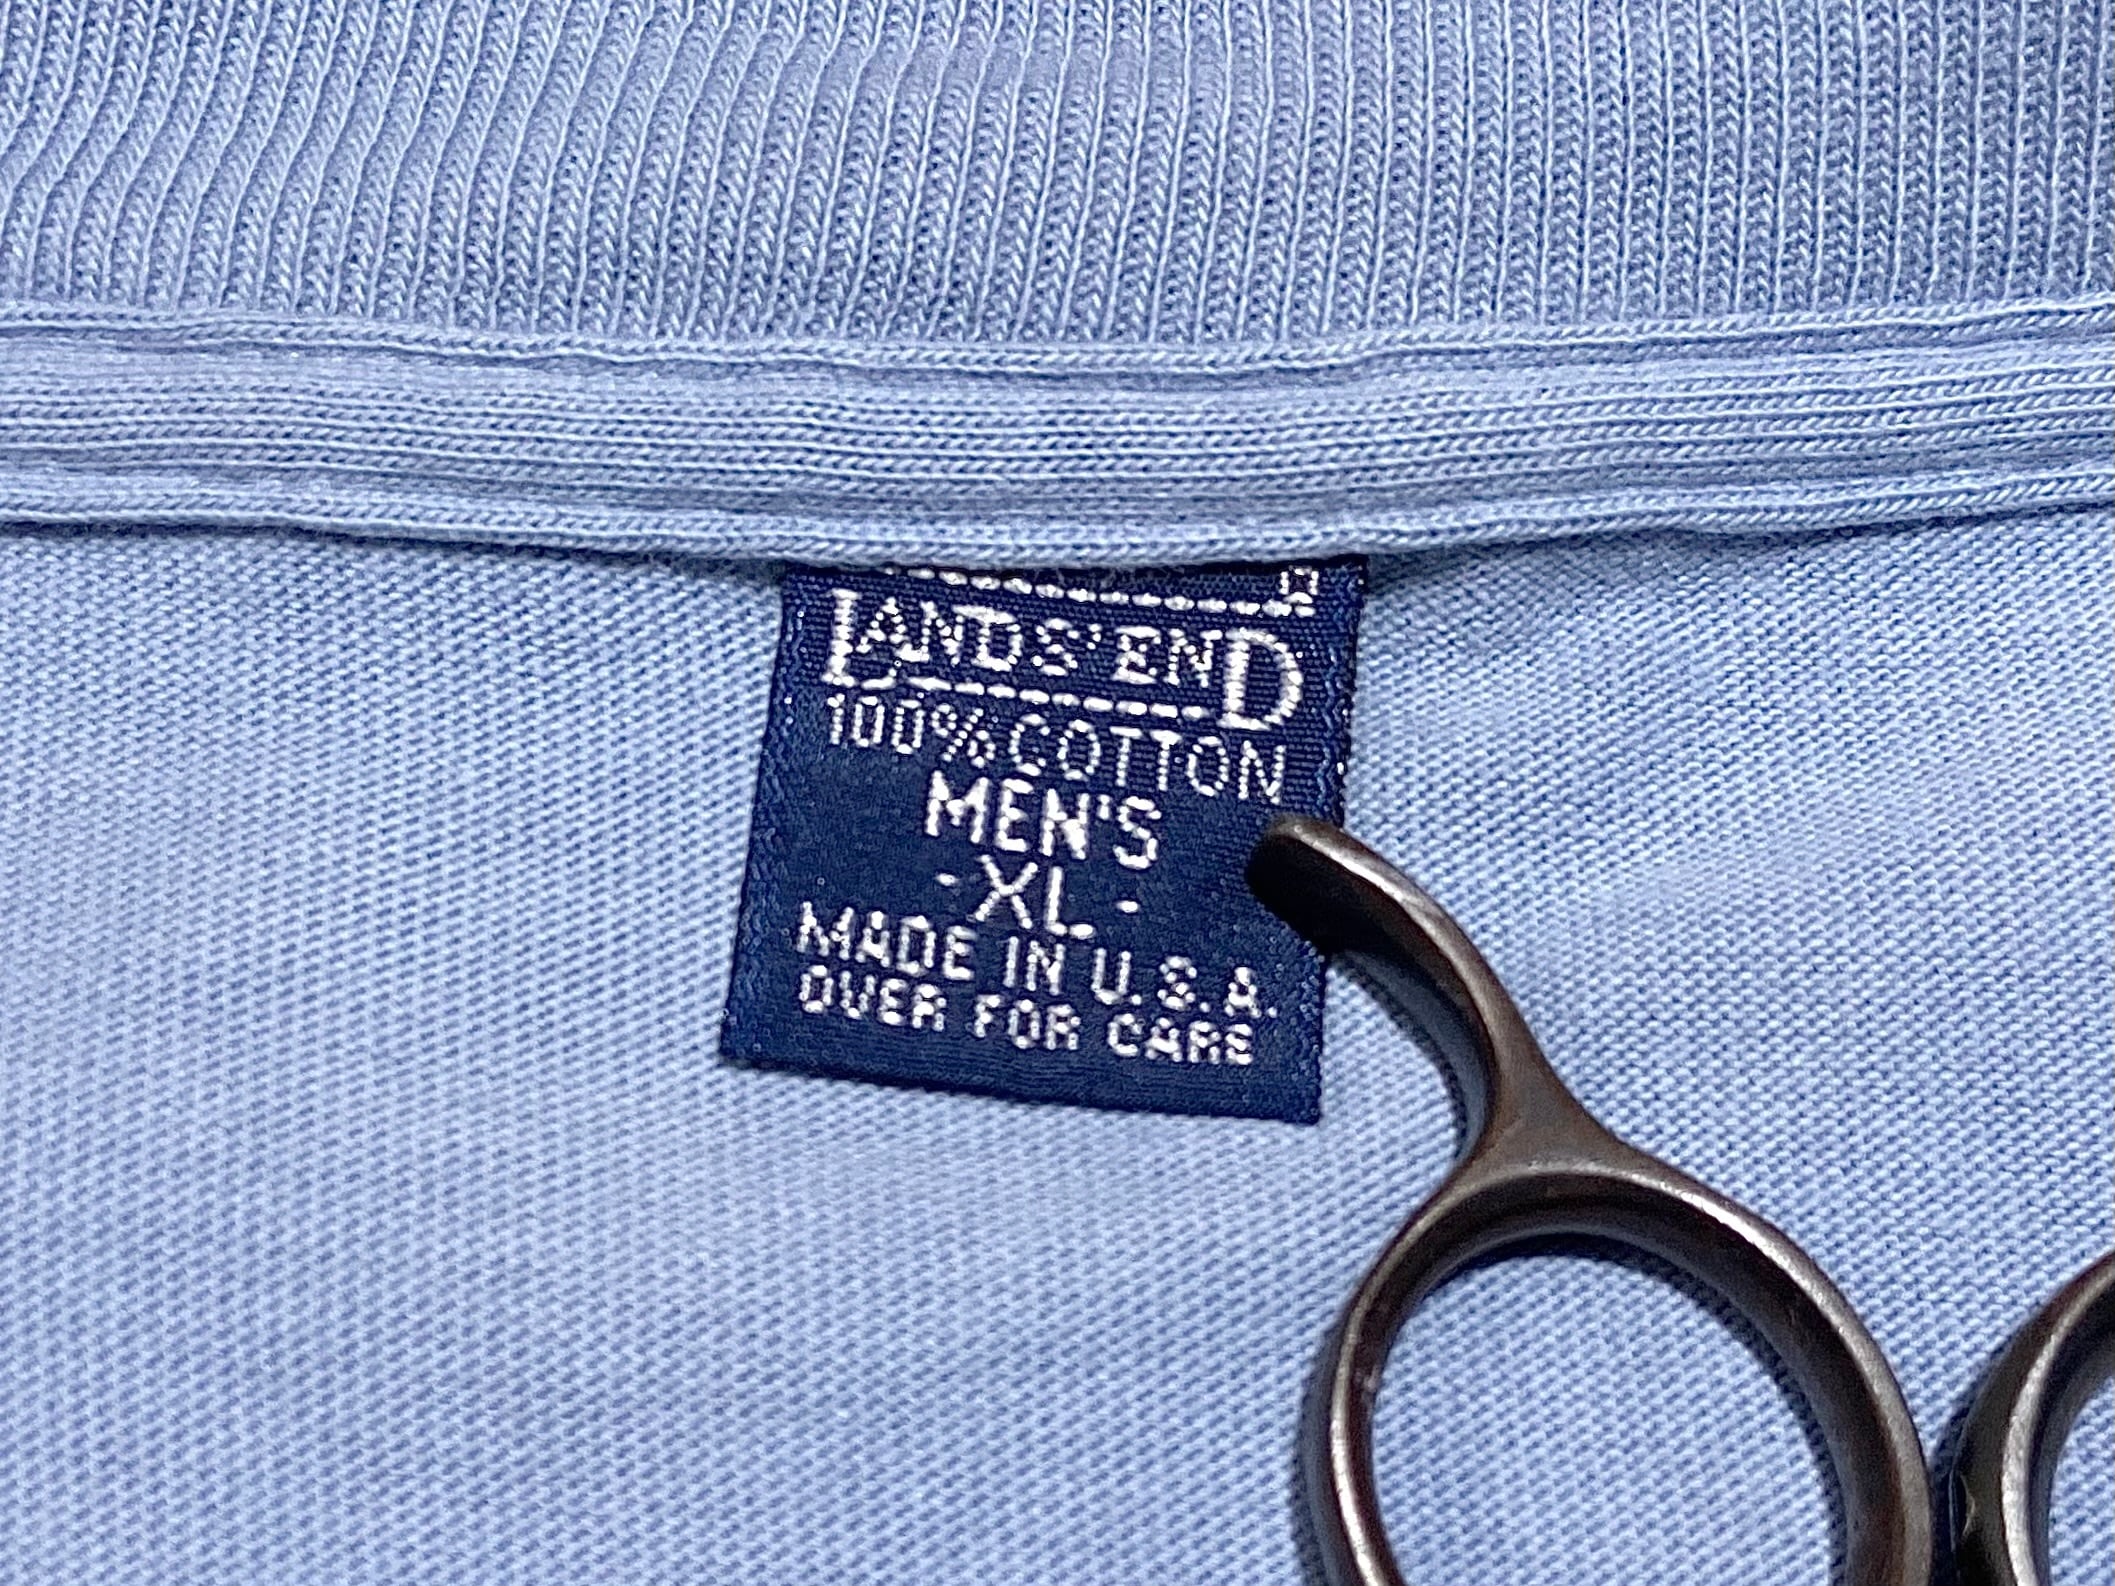 LANDS' END
100% COTTON
MEN'S
-XL-
MADE IN U.S.A.
OVER FOR CARE